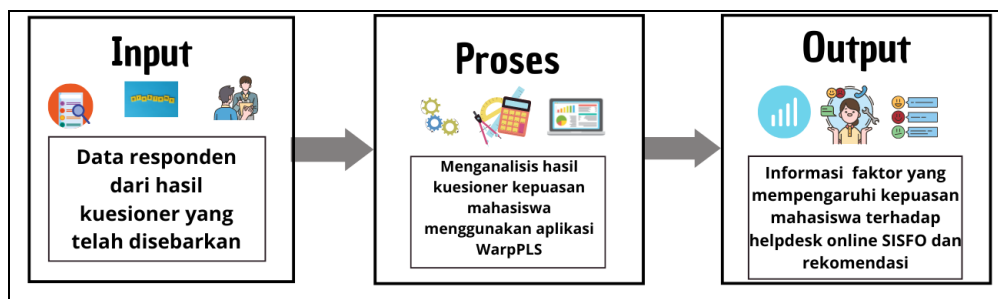 Input
Data responden
dari hasil
kuesioner yang
telah disebarkan
Proses
Menganalisis hasil
kuesioner kepuasan
mahasiswa
menggunakan aplikasi
WarpPLS
Output
Informasi faktor yang
mempengaruhi kepuasan
mahasiswa terhadap
helpdesk online SISFO dan
rekomendasi